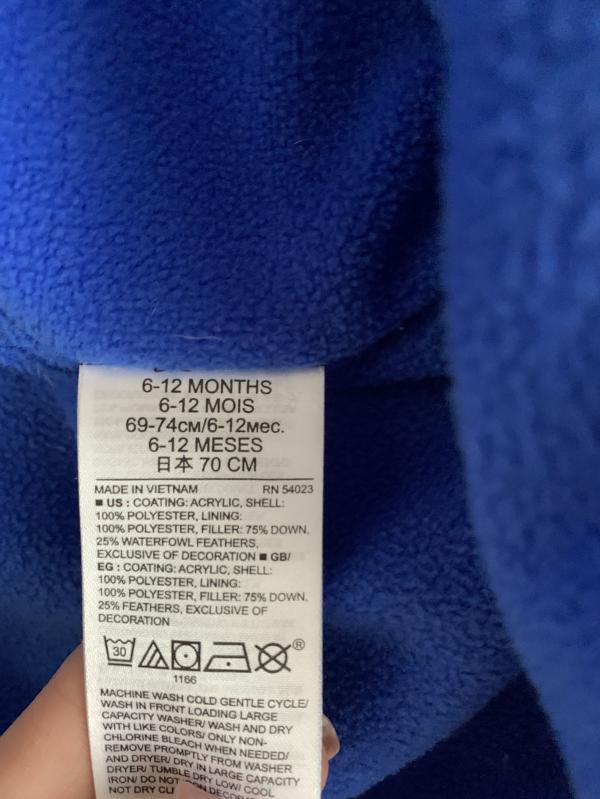 6-12 MONTHS
6-12 MOIS
69-74см/6-12мес.
6-12 MESES
日本 70 CM
MADE IN VIETNAM RN 54023
■ US : COATING: ACRYLIC, SHELL:
100% POLYESTER, LINING:
100% POLYESTER, FILLER: 75% DOWN,
25% WATERFOWL FEATHERS,
EXCLUSIVE OF DECORATION ■ GB/
EG : COATING: ACRYLIC, SHELL:
100% POLYESTER, LINING:
100% POLYESTER, FILLER: 75% DOWN,
25% FEATHERS, EXCLUSIVE OF
DECORATION
30 ®
1166
MACHINE WASH COLD GENTLE CYCLE/
WASH IN FRONT LOADING LARGE
CAPACITY WASHER/ WASH AND DRY
WITH LIKE COLORS/ ONLY NON-
CHLORINE BLEACH WHEN NEEDED/
REMOVE PROMPTLY FROM WASHER
AND DRYER/ DRY IN LARGE CAPACITY
DRYER/ TUMBLE DRY LOW/ COOL
IRON/ DO NOT
NOT DRY